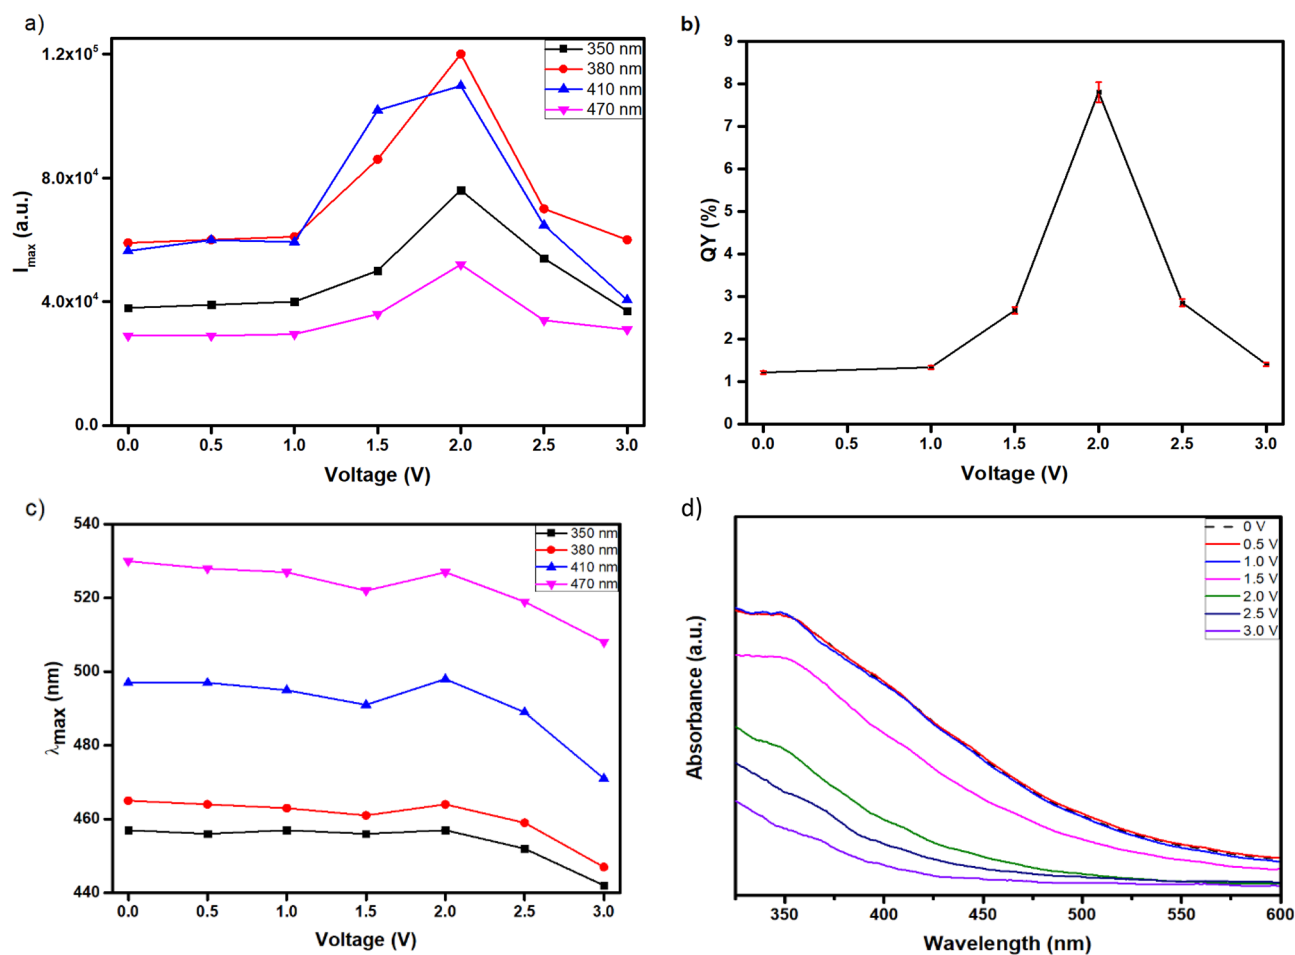 a)
1.2x10⁵
8.0x10⁴
4.0x10⁴
0.0
I_max (a.u.)
350 nm
380 nm
410 nm
470 nm
0.0 0.5 1.0 1.5 2.0 2.5 3.0
Voltage (V)
b)
9
8
7
6
5
4
3
2
1
0
QY (%)
0.0 0.5 1.0 1.5 2.0 2.5 3.0
Voltage (V)
c)
540
520
500
480
460
440
λmax (nm)
350 nm
380 nm
410 nm
470 nm
0.0 0.5 1.0 1.5 2.0 2.5 3.0
Voltage (V)
d)
Absorbance (a.u.)
0 V
0.5 V
1.0 V
1.5 V
2.0 V
2.5 V
3.0 V
350 400 450 500 550 600
Wavelength (nm)